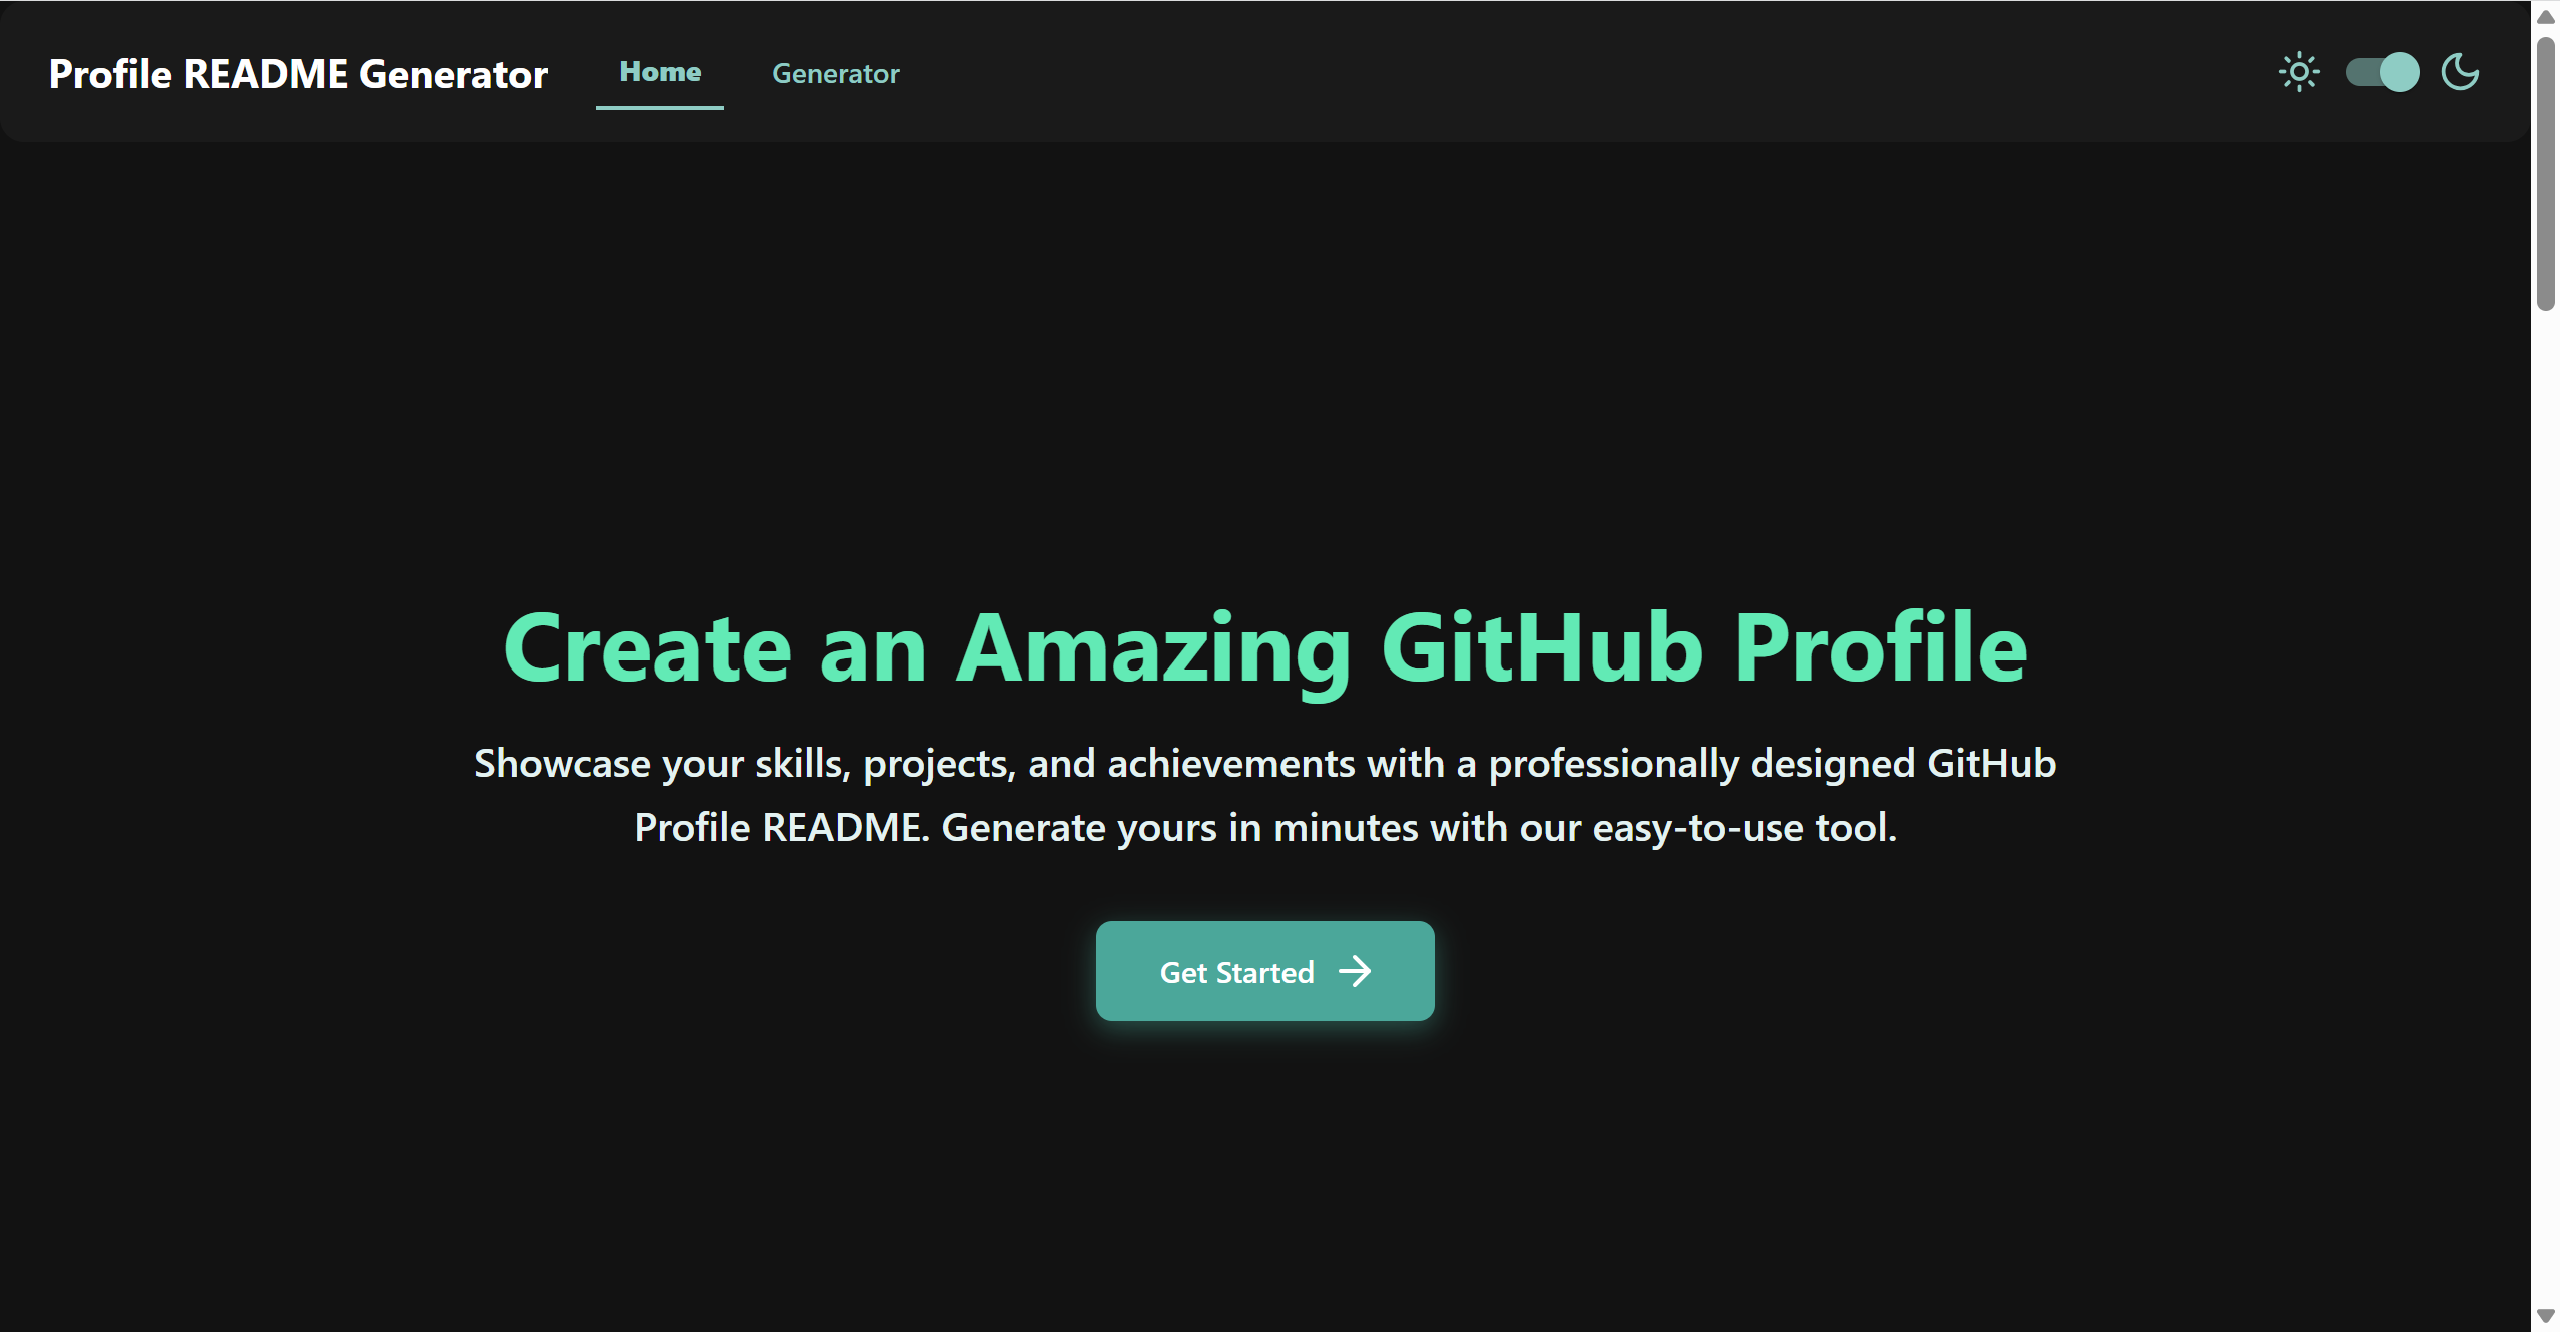 Profile README Generator
Home
Generator
Create an Amazing GitHub Profile
Showcase your skills, projects, and achievements with a professionally designed GitHub
Profile README. Generate yours in minutes with our easy-to-use tool.
Get Started